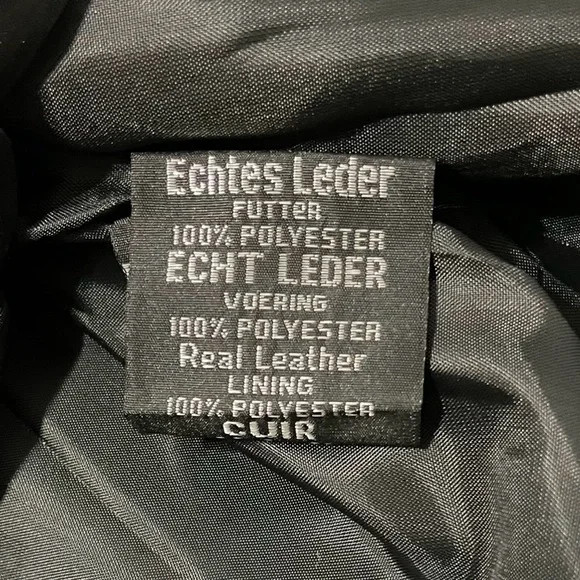 Echtes Leder
FUTTER
100% POLYESTER
ECHT LEDER
VOERING
100% POLYESTER
Real Leather
LINING
100% POLYESTER
CUIR